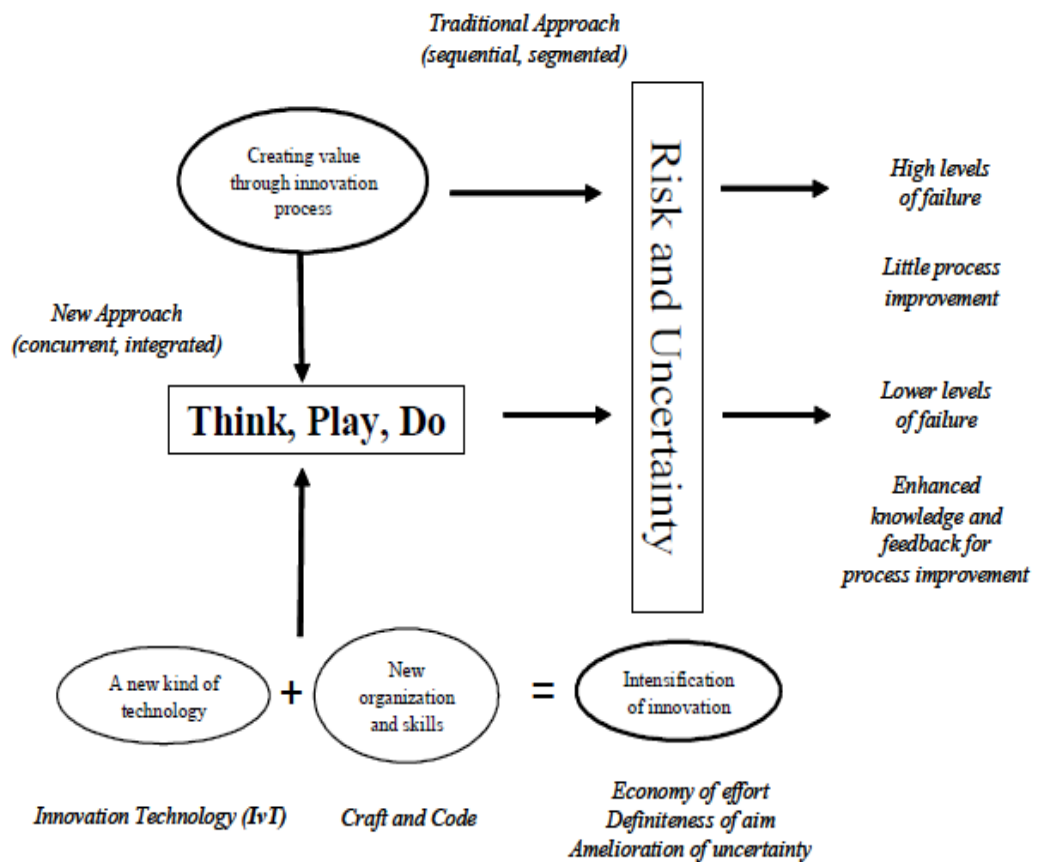 Traditional Approach
(sequential, segmented)
Creating value
through innovation
process
Risk and Uncertainty
High levels
of failure
Little process
improvement
New Approach
(concurrent, integrated)
Think, Play, Do
Lower levels
of failure
Enhanced
knowledge and
feedback for
process improvement
A new kind of
technology
+
New
organization
and skills
=
Intensification
of innovation
Innovation Technology (IvT)
Craft and Code
Economy of effort
Definiteness of aim
Amelioration of uncertainty